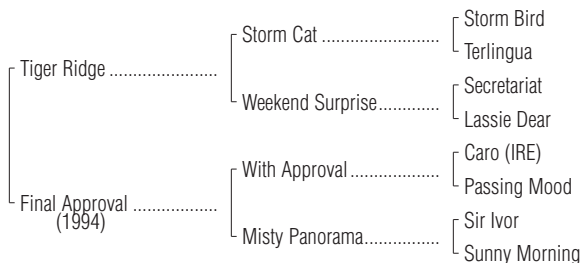 Storm Bird
Storm Cat ..........................
Terlingua
Tiger Ridge ........................
Secretariat
Weekend Surprise.............
Lassie Dear
Caro (IRE)
With Approval ...................
Passing Mood
Final Approval ...................
(1994)
Sir Ivor
Misty Panorama................
Sunny Morning